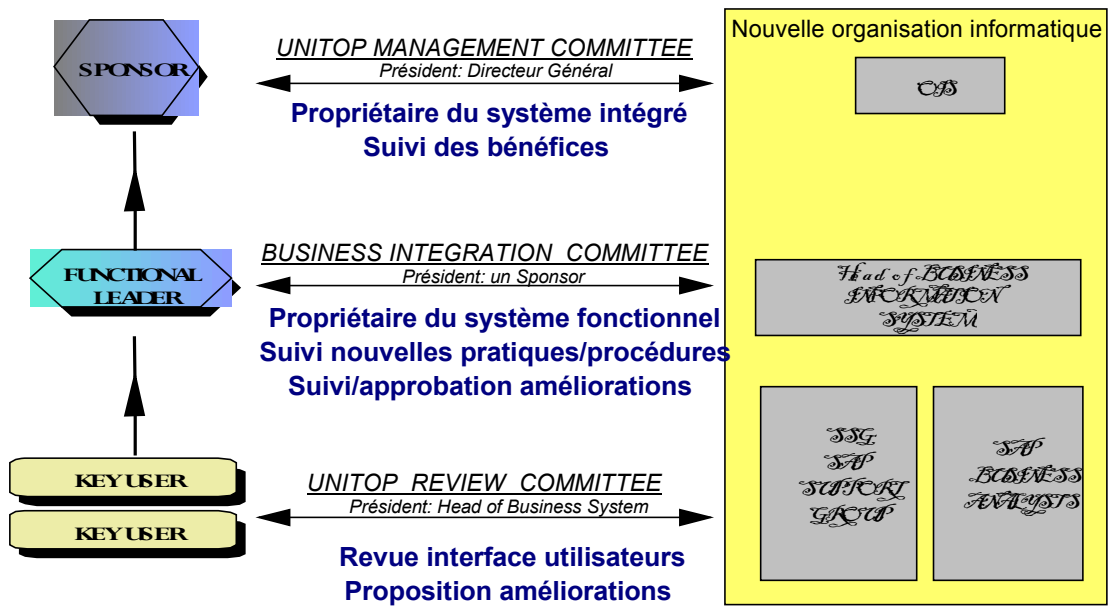 Nouvelle organisation informatique
SPONSOR
UNITOP MANAGEMENT COMMITTEE
Président: Directeur Général
Propriétaire du système intégré
Suivi des bénéfices
FUNCTIONAL
LEADER
BUSINESS INTEGRATION COMMITTEE
Président: un Sponsor
Propriétaire du système fonctionnel
Suivi nouvelles pratiques/procédures
Suivi/approbation améliorations
Head of BUSINESS
INFORMATION
SYSTEM
KEY USER
KEY USER
UNITOP REVIEW COMMITTEE
Président: Head of Business System
Revue interface utilisateurs
Proposition améliorations
SSG
SAP
SUPPORT
GROUP
SAP
BUSINESS
ANALYSTS